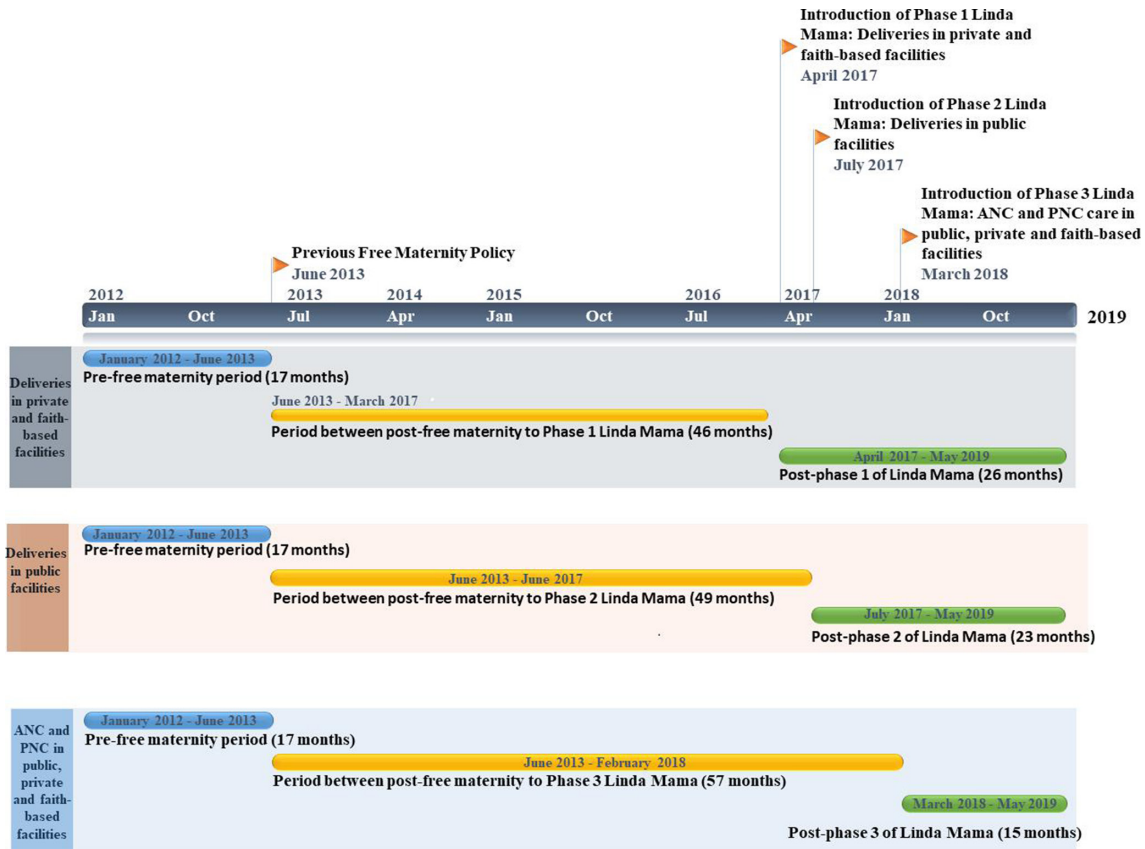 Introduction of Phase 1 Linda
Mama: Deliveries in private and
faith-based facilities
April 2017
Introduction of Phase 2 Linda
Mama: Deliveries in public
facilities
July 2017
Introduction of Phase 3 Linda
Mama: ANC and PNC care in
public, private and faith-based
facilities
March 2018
Previous Free Maternity Policy
June 2013
2012 2013 2014 2015 2016 2017 2018
Jan Oct Jul Apr Jan Oct Jul Apr Jan Oct 2019
Deliveries
in private
and faith-
based
facilities
January 2012 - June 2013
Pre-free maternity period (17 months)
June 2013 - March 2017
Period between post-free maternity to Phase 1 Linda Mama (46 months)
April 2017 - May 2019
Post-phase 1 of Linda Mama (26 months)
Deliveries
in public
facilities
January 2012 - June 2013
Pre-free maternity period (17 months)
June 2013 - June 2017
Period between post-free maternity to Phase 2 Linda Mama (49 months)
July 2017 - May 2019
Post-phase 2 of Linda Mama (23 months)
ANC and
PNC in
public,
private
and faith-
based
facilities
January 2012 - June 2013
Pre-free maternity period (17 months)
June 2013 - February 2018
Period between post-free maternity to Phase 3 Linda Mama (57 months)
March 2018 - May 2019
Post-phase 3 of Linda Mama (15 months)